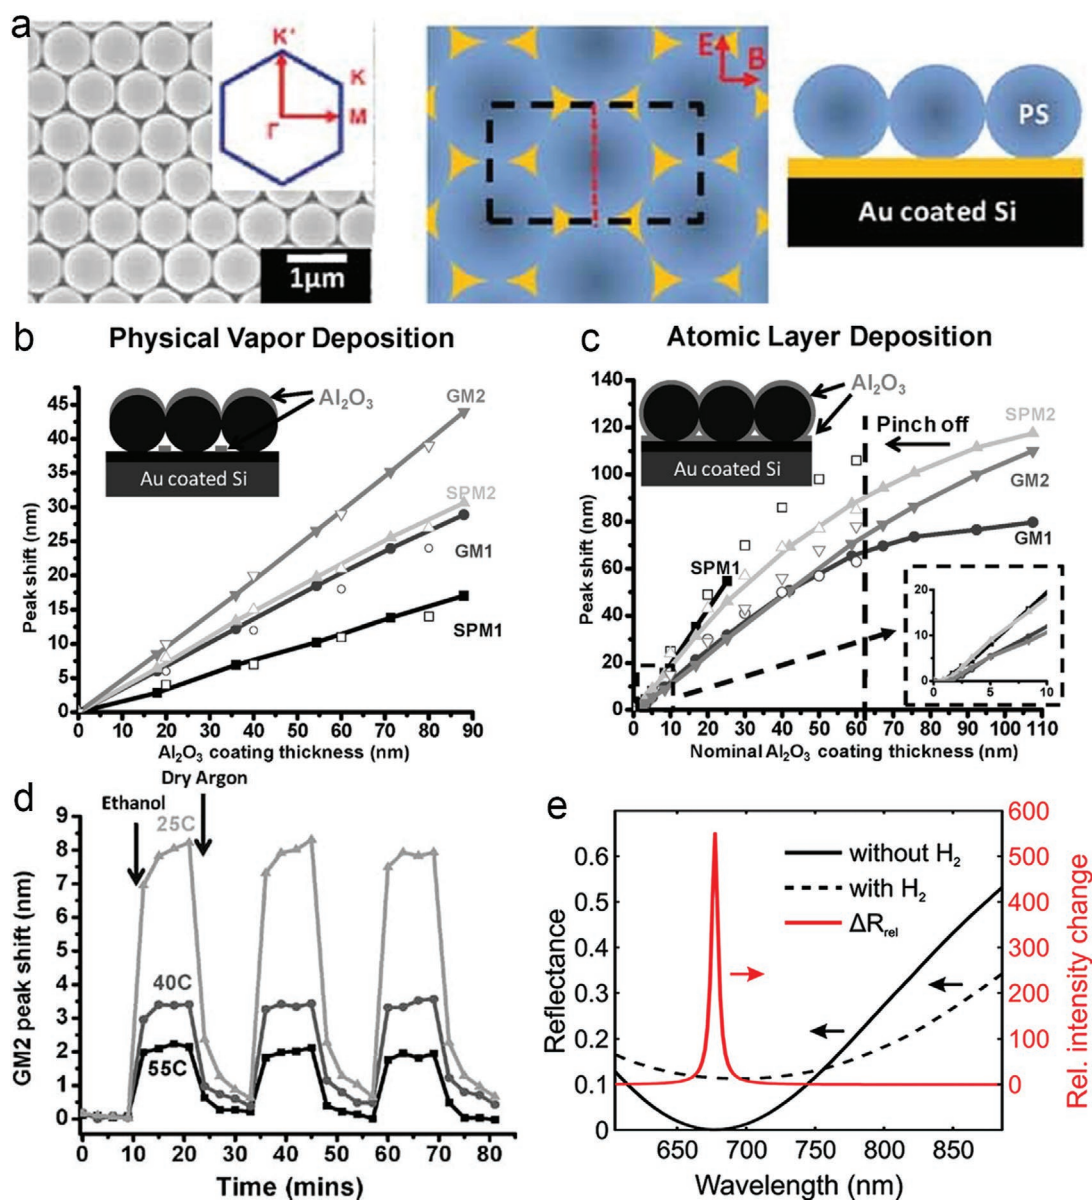 a
K'
K
Γ
M
1µm
E
B
PS
Au coated Si
b
Physical Vapor Deposition
Peak shift (nm)
45
40
35
30
25
20
15
10
5
0
Al₂O₃
Au coated Si
GM2
SPM2
GM1
SPM1
0 10 20 30 40 50 60 70 80 90
Al₂O₃ coating thickness (nm)
c
Atomic Layer Deposition
Peak shift (nm)
140
120
100
80
60
40
20
0
Al₂O₃
Au coated Si
Pinch off
SPM2
GM2
GM1
SPM1
20
10
0
0 5 10
0 10 20 30 40 50 60 70 80 90 100 110
Nominal Al₂O₃ coating thickness (nm)
d
Dry Argon
Ethanol
GM2 peak shift (nm)
9
8
7
6
5
4
3
2
1
0
25C
40C
55C
0 10 20 30 40 50 60 70 80
Time (mins)
e
Reflectance
0.6
0.5
0.4
0.3
0.2
0.1
0
without H₂
with H₂
ΔR_rel
600
500
400
300
200
100
0
Rel. intensity change
650 700 750 800 850
Wavelength (nm)